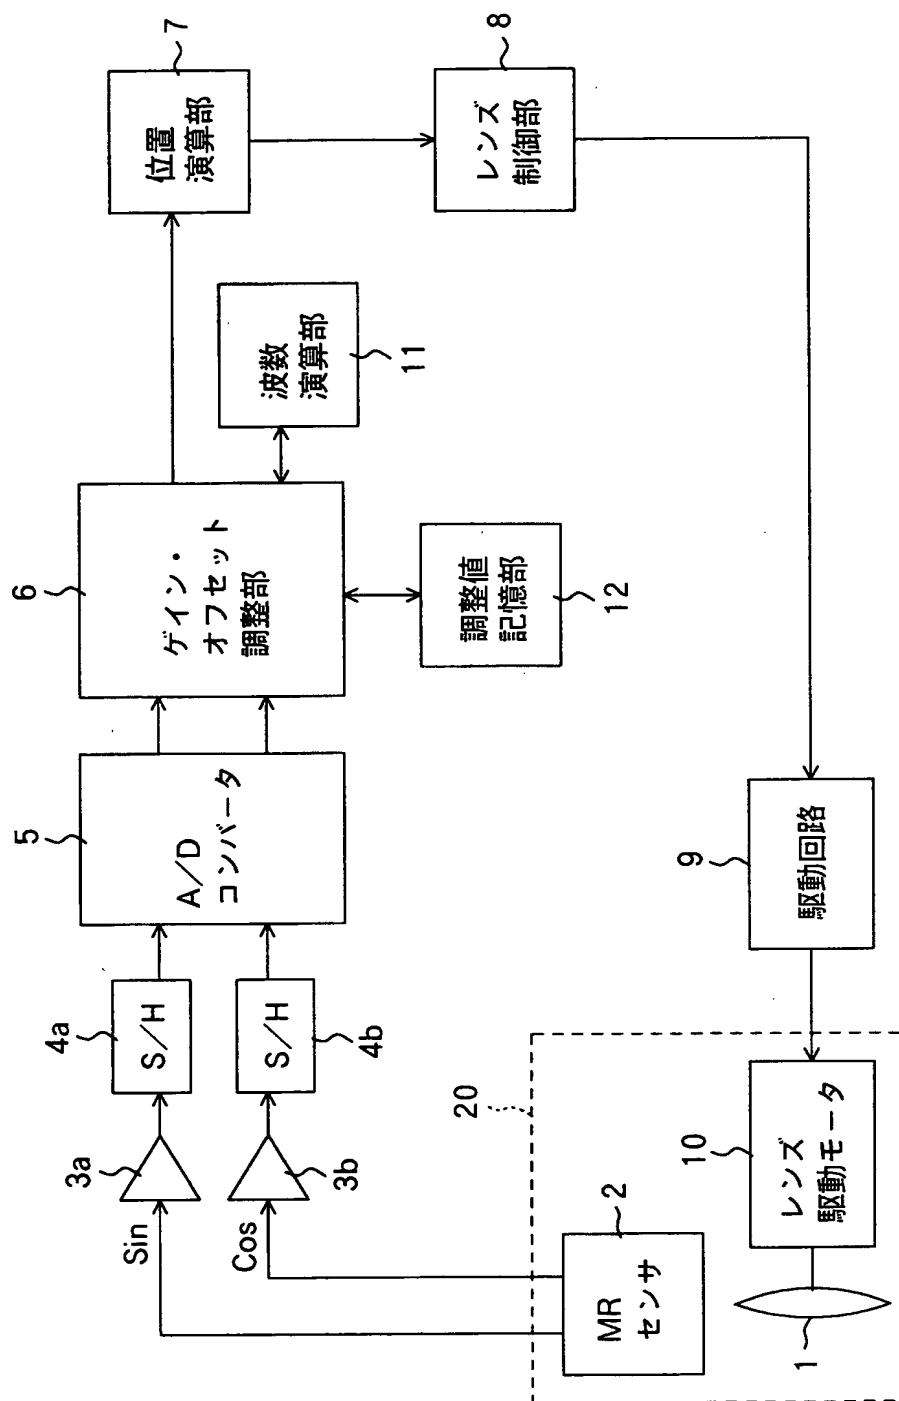 3a
Sin
4a
S/H
5
A/D
コンバータ
6
ゲイン・
オフセット
調整部
7
位置
演算部
Cos
3b
S/H
4b
波数
演算部
11
調整値
記憶部
12
8
レンズ
制御部
20
2
MR
センサ
1
10
レンズ
駆動モータ
9
駆動回路